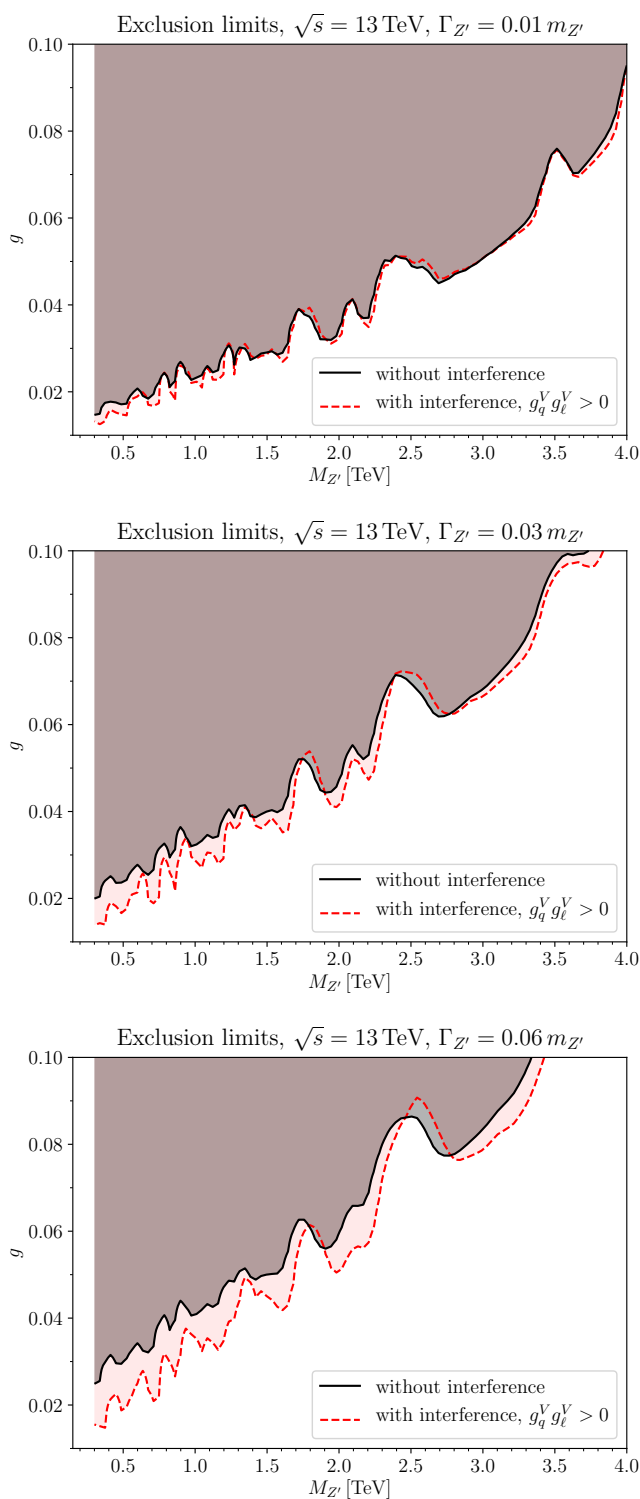 Exclusion limits, √s = 13 TeV, Γ_Z′ = 0.01 m_Z′
0.10
0.08
0.06
g
0.04
0.02
without interference
with interference, g_q^V g_ℓ^V > 0
0.5 1.0 1.5 2.0 2.5 3.0 3.5 4.0
M_Z′ [TeV]
Exclusion limits, √s = 13 TeV, Γ_Z′ = 0.03 m_Z′
0.10
0.08
0.06
g
0.04
0.02
without interference
with interference, g_q^V g_ℓ^V > 0
0.5 1.0 1.5 2.0 2.5 3.0 3.5 4.0
M_Z′ [TeV]
Exclusion limits, √s = 13 TeV, Γ_Z′ = 0.06 m_Z′
0.10
0.08
0.06
g
0.04
0.02
without interference
with interference, g_q^V g_ℓ^V > 0
0.5 1.0 1.5 2.0 2.5 3.0 3.5 4.0
M_Z′ [TeV]